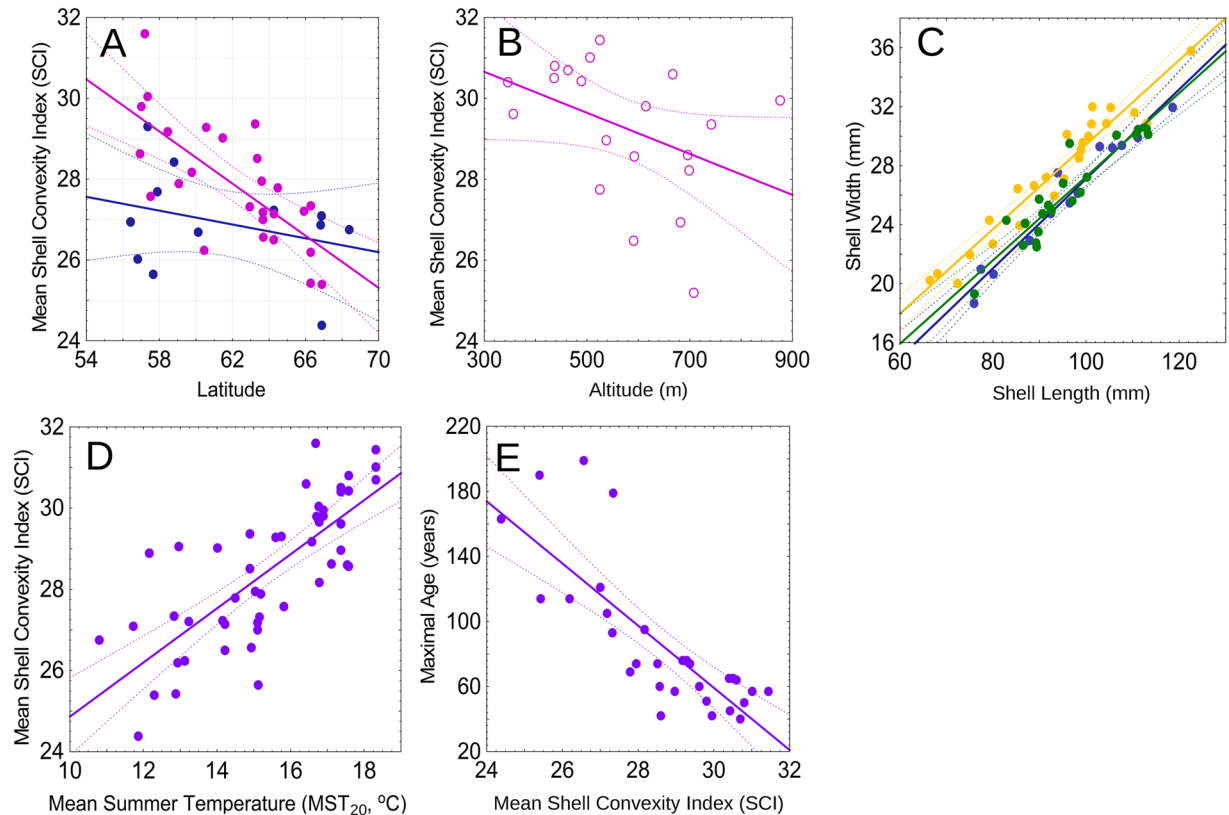 A
Mean Shell Convexity Index (SCI)
32
30
28
26
24
54 58 62 66 70
Latitude
B
Mean Shell Convexity Index (SCI)
32
30
28
26
24
300 500 700 900
Altitude (m)
C
Shell Width (mm)
36
32
28
24
20
16
60 80 100 120
Shell Length (mm)
D
Mean Shell Convexity Index (SCI)
32
30
28
26
24
10 12 14 16 18
Mean Summer Temperature (MST20, ºC)
E
Maximal Age (years)
220
180
140
100
60
20
24 26 28 30 32
Mean Shell Convexity Index (SCI)